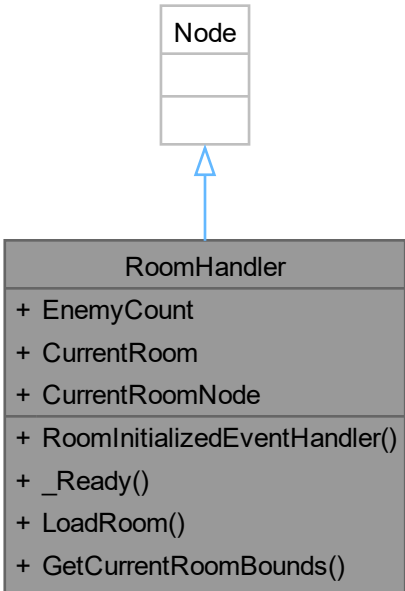 Node
RoomHandler
+ EnemyCount
+ CurrentRoom
+ CurrentRoomNode
+ RoomInitializedEventHandler()
+ _Ready()
+ LoadRoom()
+ GetCurrentRoomBounds()